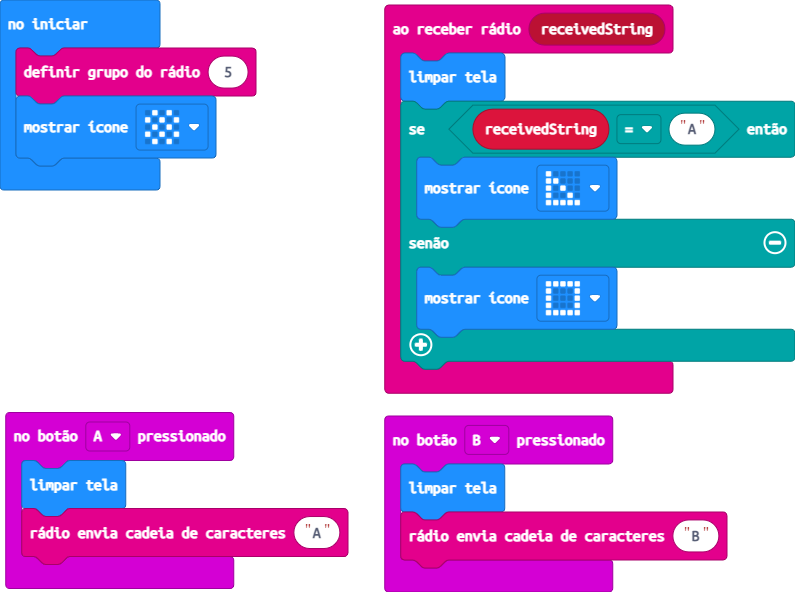 no iniciar
definir grupo do rádio 5
mostrar ícone
ao receber rádio receivedString
limpar tela
se receivedString = "A" então
mostrar ícone
senão
mostrar ícone
no botão A pressionado
limpar tela
rádio envia cadeia de caracteres "A"
no botão B pressionado
limpar tela
rádio envia cadeia de caracteres "B"